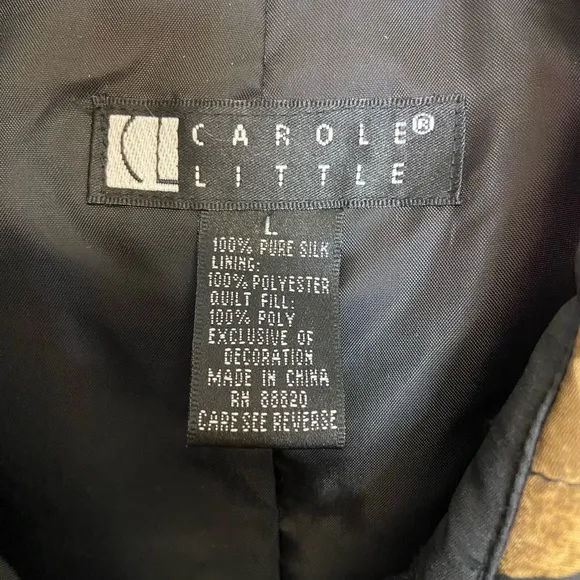 CL CAROLE®
LITTLE
L
100% PURE SILK
LINING:
100% POLYESTER
QUILT FILL:
100% POLY
EXCLUSIVE OF
DECORATION
MADE IN CHINA
RN 88820
CARE SEE REVERSE